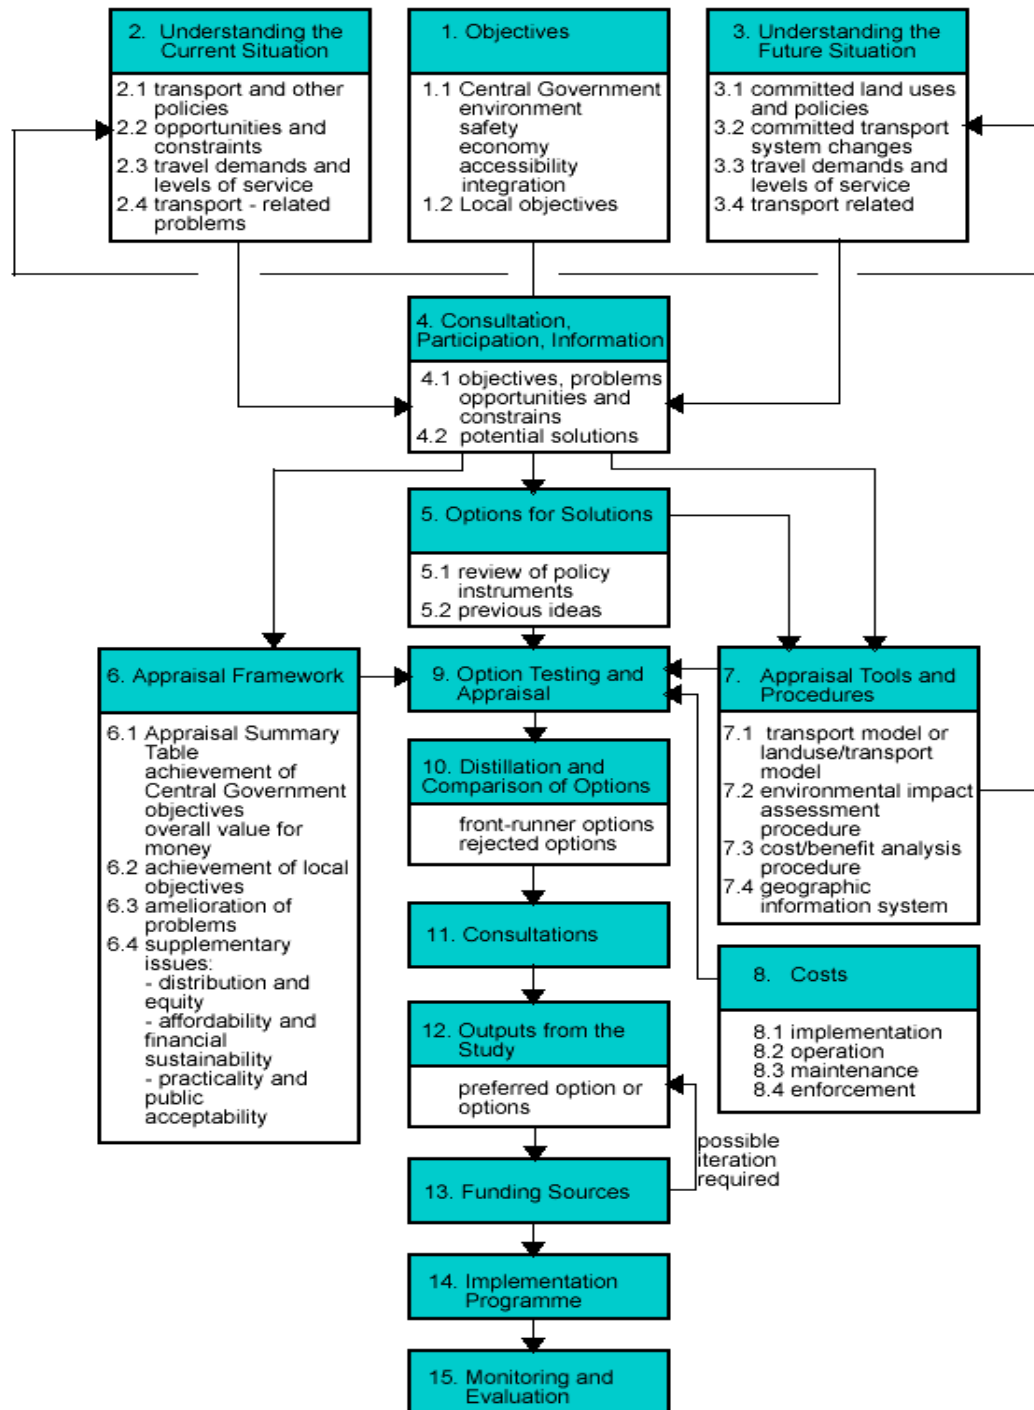 2. Understanding the
Current Situation
2.1 transport and other
policies
2.2 opportunities and
constraints
2.3 travel demands and
levels of service
2.4 transport - related
problems
1. Objectives
1.1 Central Government
environment
safety
economy
accessibility
integration
1.2 Local objectives
3. Understanding the
Future Situation
3.1 committed land uses
and policies
3.2 committed transport
system changes
3.3 travel demands and
levels of service
3.4 transport related
4. Consultation,
Participation, Information
4.1 objectives, problems
opportunities and
constrains
4.2 potential solutions
5. Options for Solutions
5.1 review of policy
instruments
5.2 previous ideas
6. Appraisal Framework
6.1 Appraisal Summary
Table
achievement of
Central Government
objectives
overall value for
money
6.2 achievement of local
objectives
6.3 amelioration of
problems
6.4 supplementary
issues:
- distribution and
equity
- affordability and
financial
sustainability
- practicality and
public
acceptability
9. Option Testing and
Appraisal
7. Appraisal Tools and
Procedures
7.1 transport model or
landuse/transport
model
7.2 environmental impact
assessment
procedure
7.3 cost/benefit analysis
procedure
7.4 geographic
information system
10. Distillation and
Comparison of Options
front-runner options
rejected options
11. Consultations
8. Costs
8.1 implementation
8.2 operation
8.3 maintenance
8.4 enforcement
12. Outputs from the
Study
preferred option or
options
possible
iteration
required
13. Funding Sources
14. Implementation
Programme
15. Monitoring and
Evaluation